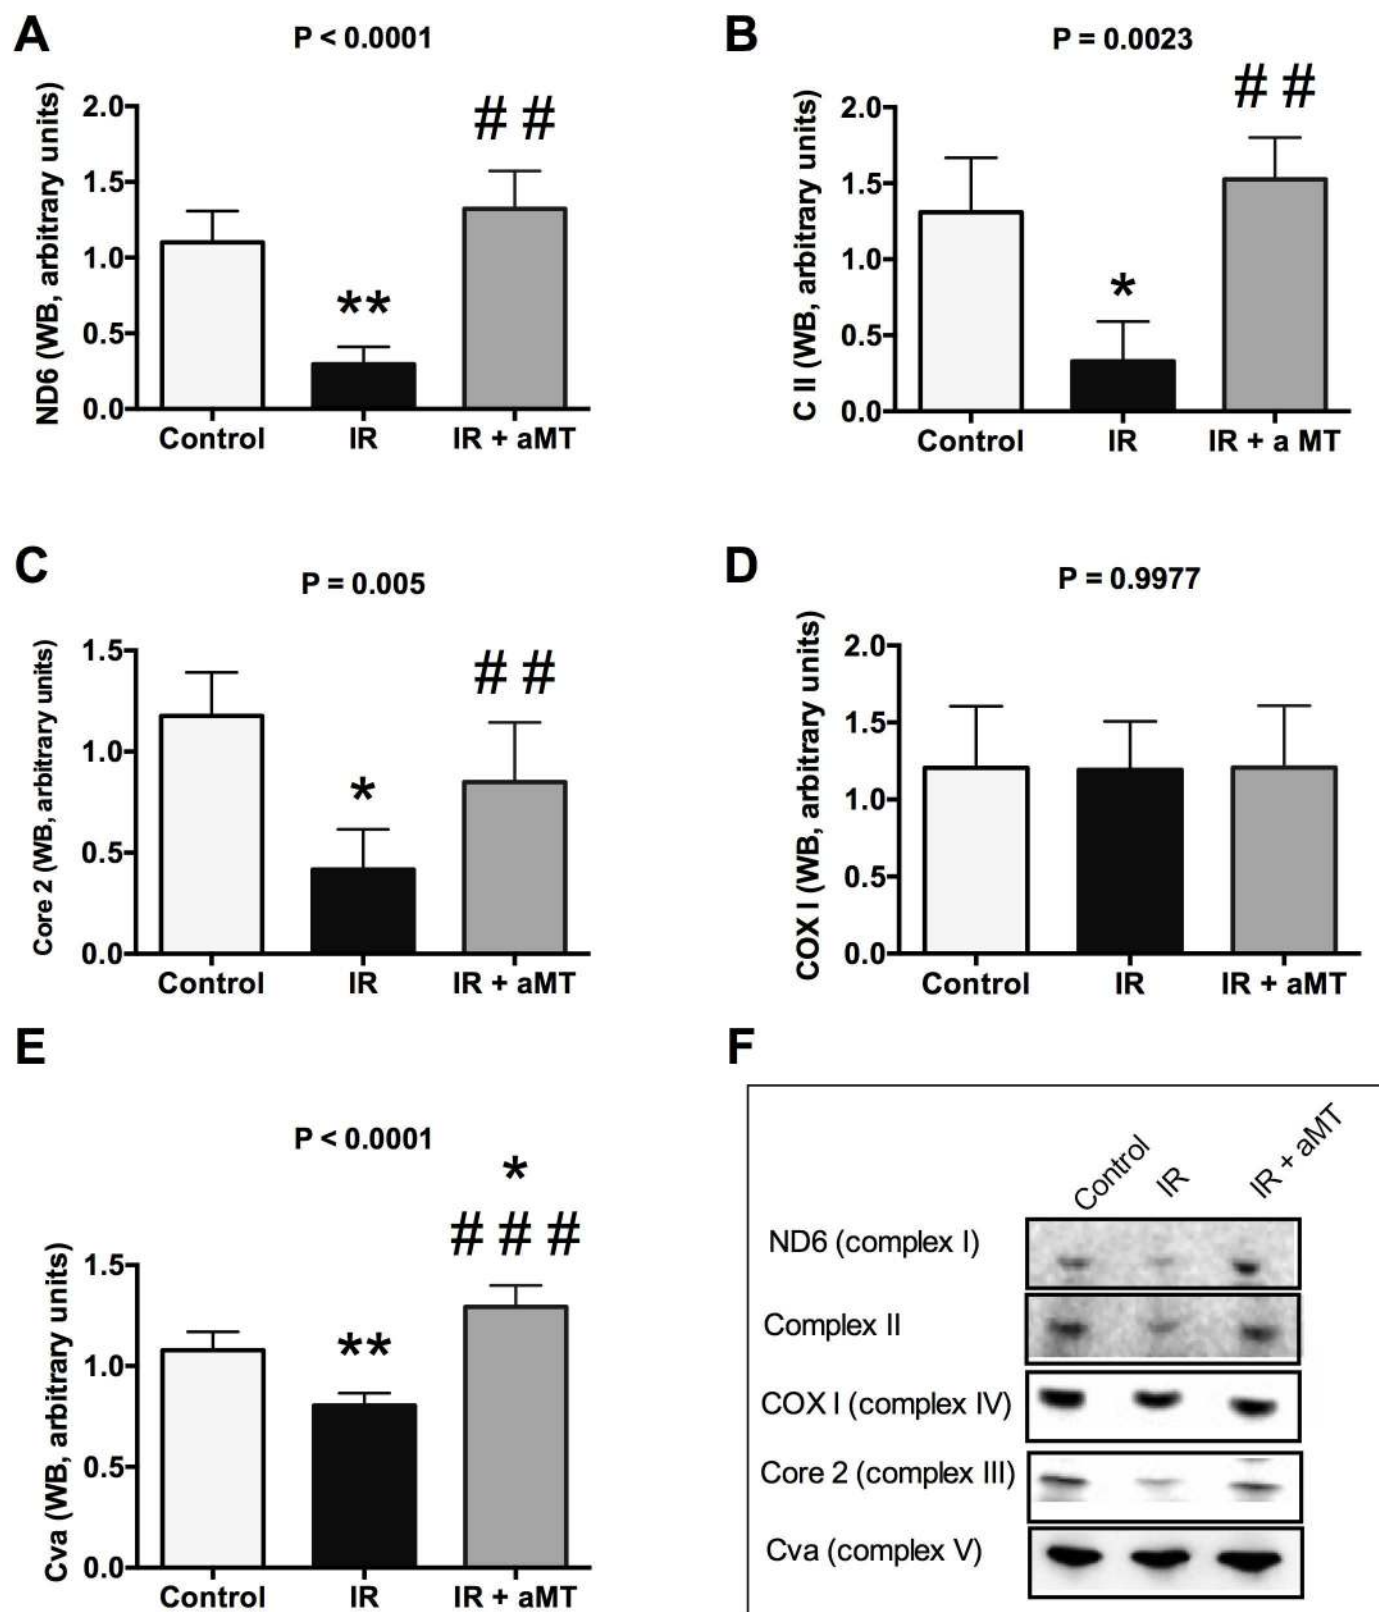 A
P < 0.0001
ND6 (WB, arbitrary units)
2.0
1.5
1.0
0.5
0.0
# #
**
Control IR IR + aMT
B
P = 0.0023
C II (WB, arbitrary units)
2.0
1.5
1.0
0.5
0.0
# #
*
Control IR IR + a MT
C
P = 0.005
Core 2 (WB, arbitrary units)
1.5
1.0
0.5
0.0
# #
*
Control IR IR + aMT
D
P = 0.9977
COX I (WB, arbitrary units)
2.0
1.5
1.0
0.5
0.0
Control IR IR + aMT
E
P < 0.0001
Cva (WB, arbitrary units)
1.5
1.0
0.5
0.0
*
# # #
**
Control IR IR + aMT
F
Control IR IR + aMT
ND6 (complex I)
Complex II
COX I (complex IV)
Core 2 (complex III)
Cva (complex V)